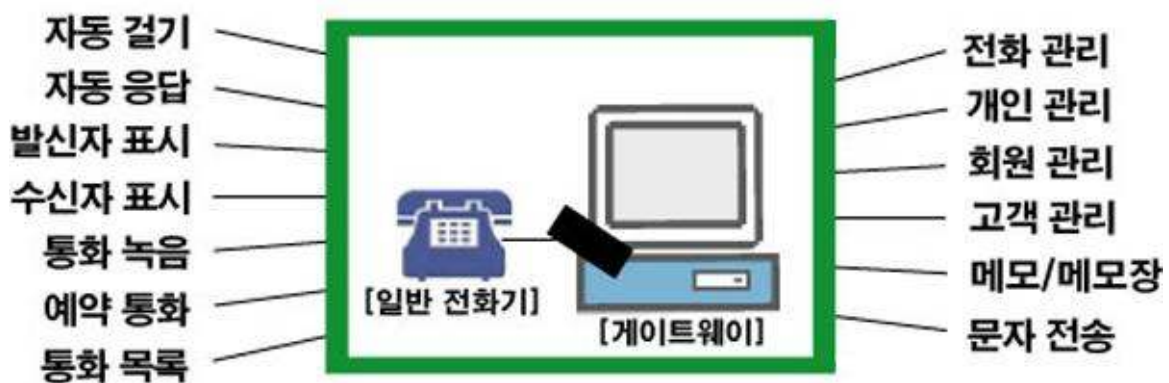 자동 걸기
자동 응답
발신자 표시
수신자 표시
통화 녹음
예약 통화
통화 목록
[일반 전화기]
[게이트웨이]
전화 관리
개인 관리
회원 관리
고객 관리
메모/메모장
문자 전송